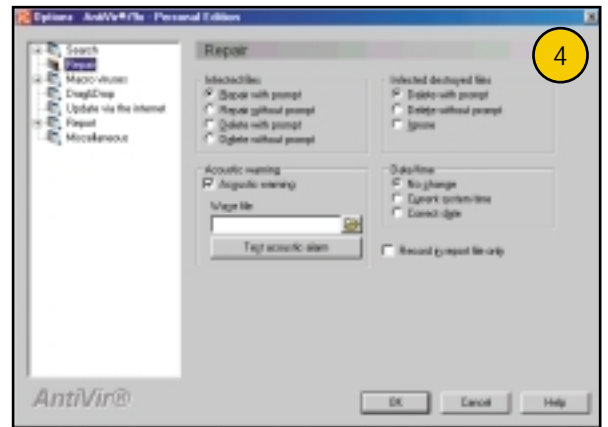 Options AntiVir®/9x - Personal Edition
4
Search
Repair
Macro viruses
Drag&Drop
Update via the internet
Report
Miscellaneous
Repair
Infected files
Repair with prompt
Repair without prompt
Delete with prompt
Delete without prompt
Infected destroyed files
Delete with prompt
Delete without prompt
Ignore
Acoustic warning
Acoustic warning
Wave file
Test acoustic alarm
Date/time
No change
Current system time
Correct date
Record in report file only
AntiVir®
OK
Cancel
Help